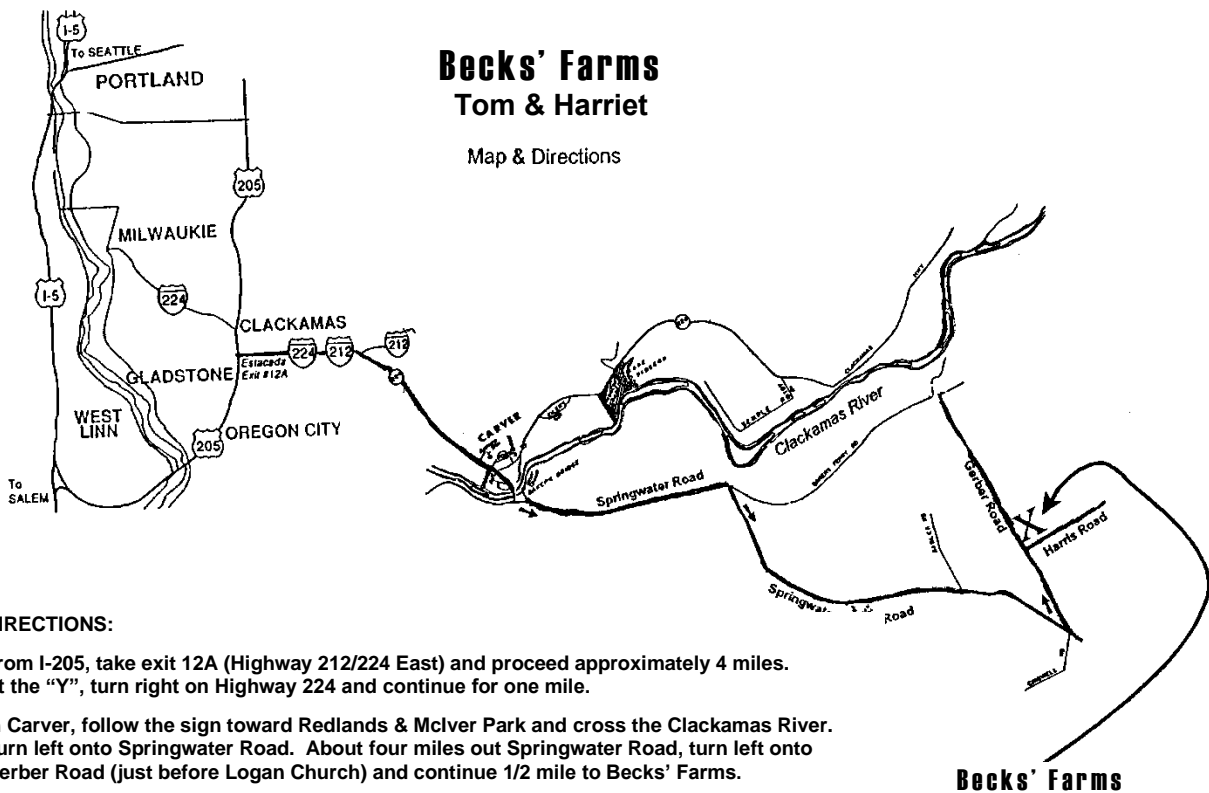 I-5
To SEATTLE
PORTLAND
Becks' Farms
Tom & Harriet
Map & Directions
205
MILWAUKIE
I-5
224
CLACKAMAS
224
212
212
Estacada
Exit #12A
GLADSTONE
WEST
LINN
OREGON CITY
205
To
SALEM
CARVER
HWY
CLACKAMAS
Clackamas River
Springwater Road
Gerber Road
X
Harris Road
Springwater Road
IRECTIONS:
rom I-205, take exit 12A (Highway 212/224 East) and proceed approximately 4 miles.
t the “Y”, turn right on Highway 224 and continue for one mile.
Carver, follow the sign toward Redlands & McIver Park and cross the Clackamas River.
urn left onto Springwater Road. About four miles out Springwater Road, turn left onto
erber Road (just before Logan Church) and continue 1/2 mile to Becks' Farms.
Becks' Farms